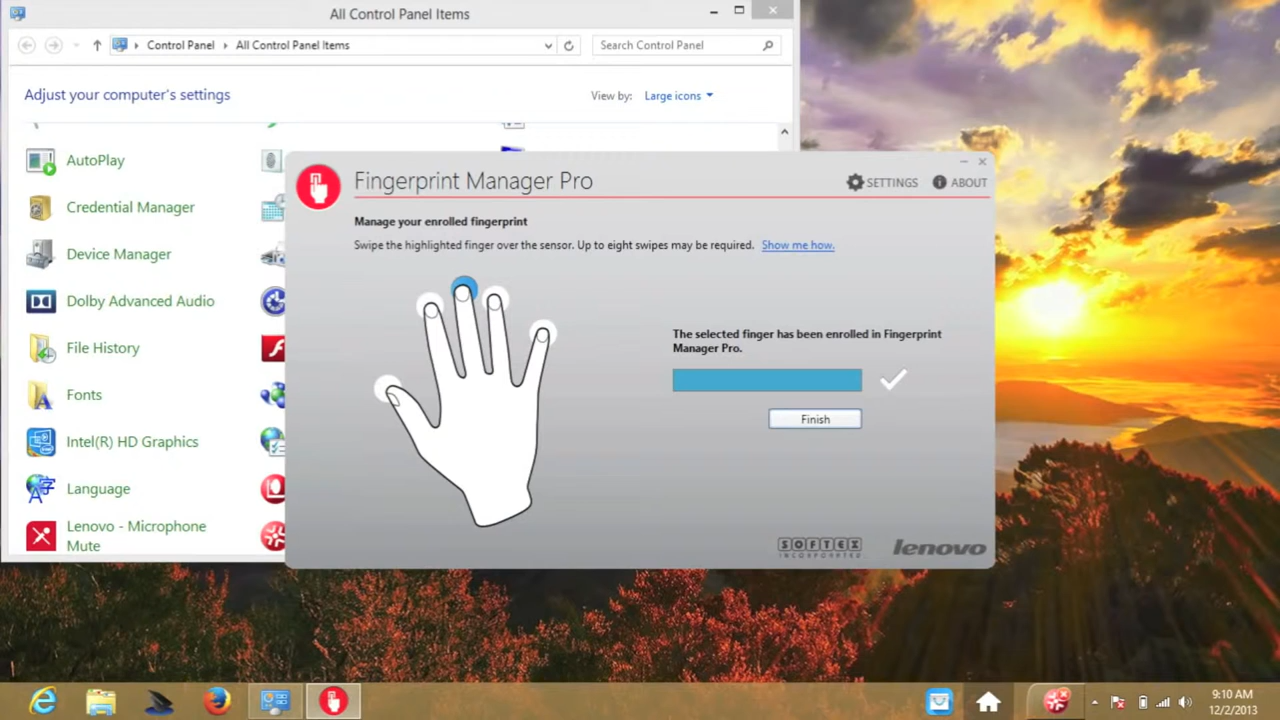 All Control Panel Items
Control Panel
All Control Panel Items
Search Control Panel
Adjust your computer's settings
View by:
Large icons
AutoPlay
Credential Manager
Device Manager
Dolby Advanced Audio
File History
Fonts
Intel(R) HD Graphics
Language
Lenovo - Microphone
Mute
Fingerprint Manager Pro
SETTINGS
ABOUT
Manage your enrolled fingerprint
Swipe the highlighted finger over the sensor. Up to eight swipes may be required. Show me how.
The selected finger has been enrolled in Fingerprint
Manager Pro.
Finish
SOFTEX
INCORPORATED
lenovo
9:10 AM
12/2/2013